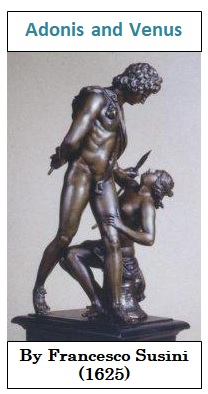 Adonis and Venus
By Francesco Susini
(1625)